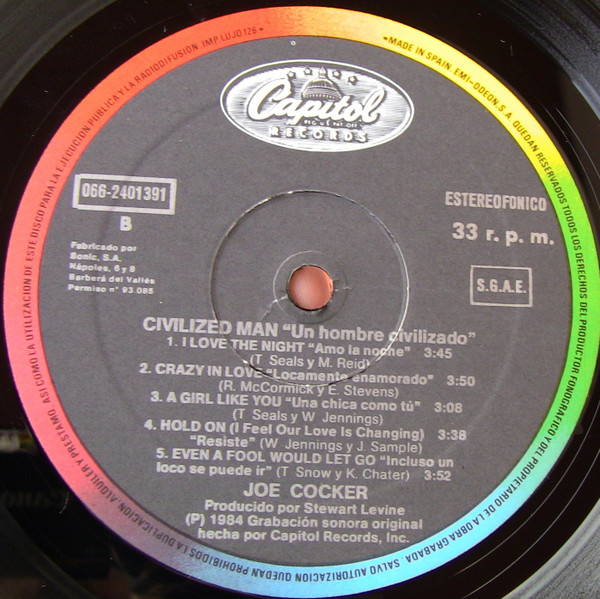 Capitol
RECORDS
066-2401391
B
ESTEREOFONICO
33 r. p. m.
Fabricado por
Sonic, S.A.
Nápoles, 6 y 8
Barberá del Vallés
Permiso nº 93.085
S.G.A.E.
CIVILIZED MAN "Un hombre civilizado"
1. I LOVE THE NIGHT "Amo la noche" 3:45
(T Seals y M. Reid)
2. CRAZY IN LOVE "Locamente enamorado" 3:50
(R. McCormick y E. Stevens)
3. A GIRL LIKE YOU "Una chica como tú" 3:08
(T Seals y W Jennings)
4. HOLD ON (I Feel Our Love Is Changing) 3:38
"Resiste" (W Jennings y J. Sample)
5. EVEN A FOOL WOULD LET GO "Incluso un
loco se puede ir" (T Snow y K. Chater) 3:52
JOE COCKER
Producido por Stewart Levine
(P) 1984 Grabación sonora original
hecha por Capitol Records, Inc.
•MADE IN SPAIN. EMI-ODEON, S.A. QUEDAN RESERVADOS TODOS LOS DERECHOS DEL PRODUCTOR FONOGRAFICO Y DEL PROPIETARIO DE LA OBRA GRABADA. SALVO AUTORIZACION QUEDAN PROHIBIDOS LA DUPLICACION, ALQUILER Y PRESTAMO ASI COMO LA UTILIZACION DE ESTE DISCO PARA LA EJECUCION PUBLICA Y LA RADIODIFUSION. IMP LUJO 126 •